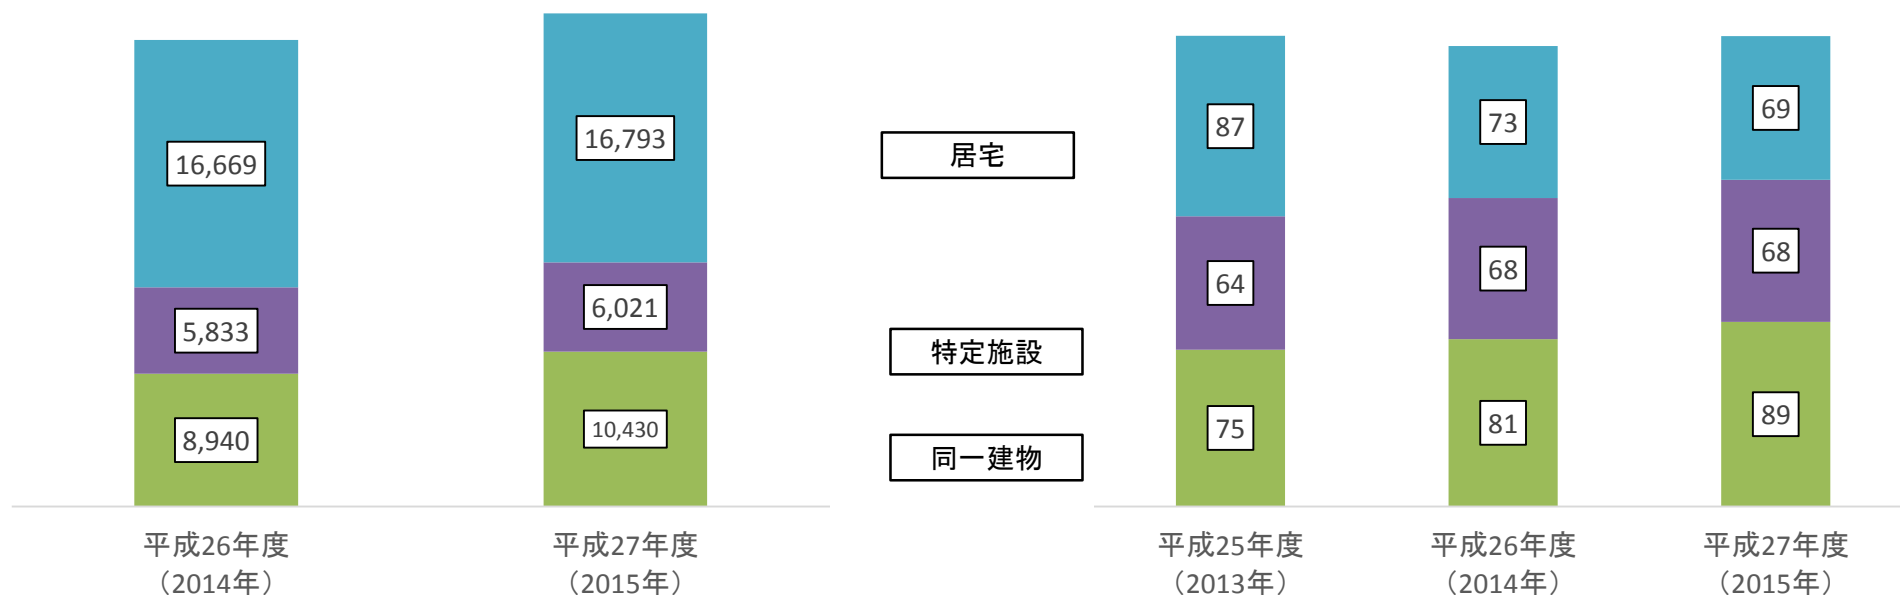 16,669
5,833
8,940
平成26年度
（2014年）
16,793
6,021
10,430
平成27年度
（2015年）
居宅
特定施設
同一建物
87
64
75
平成25年度
（2013年）
73
68
81
平成26年度
（2014年）
69
68
89
平成27年度
（2015年）